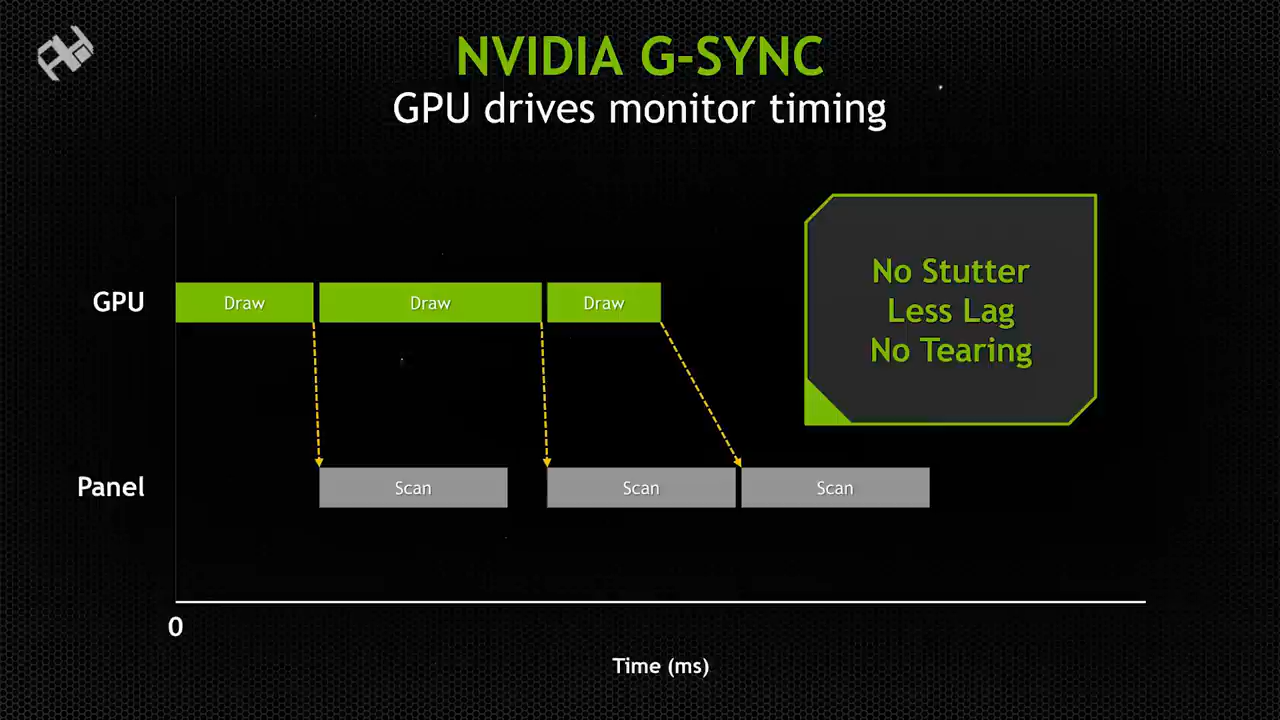 NVIDIA G-SYNC
GPU drives monitor timing
No Stutter
Less Lag
No Tearing
GPU
Draw
Draw
Draw
Panel
Scan
Scan
Scan
0
Time (ms)